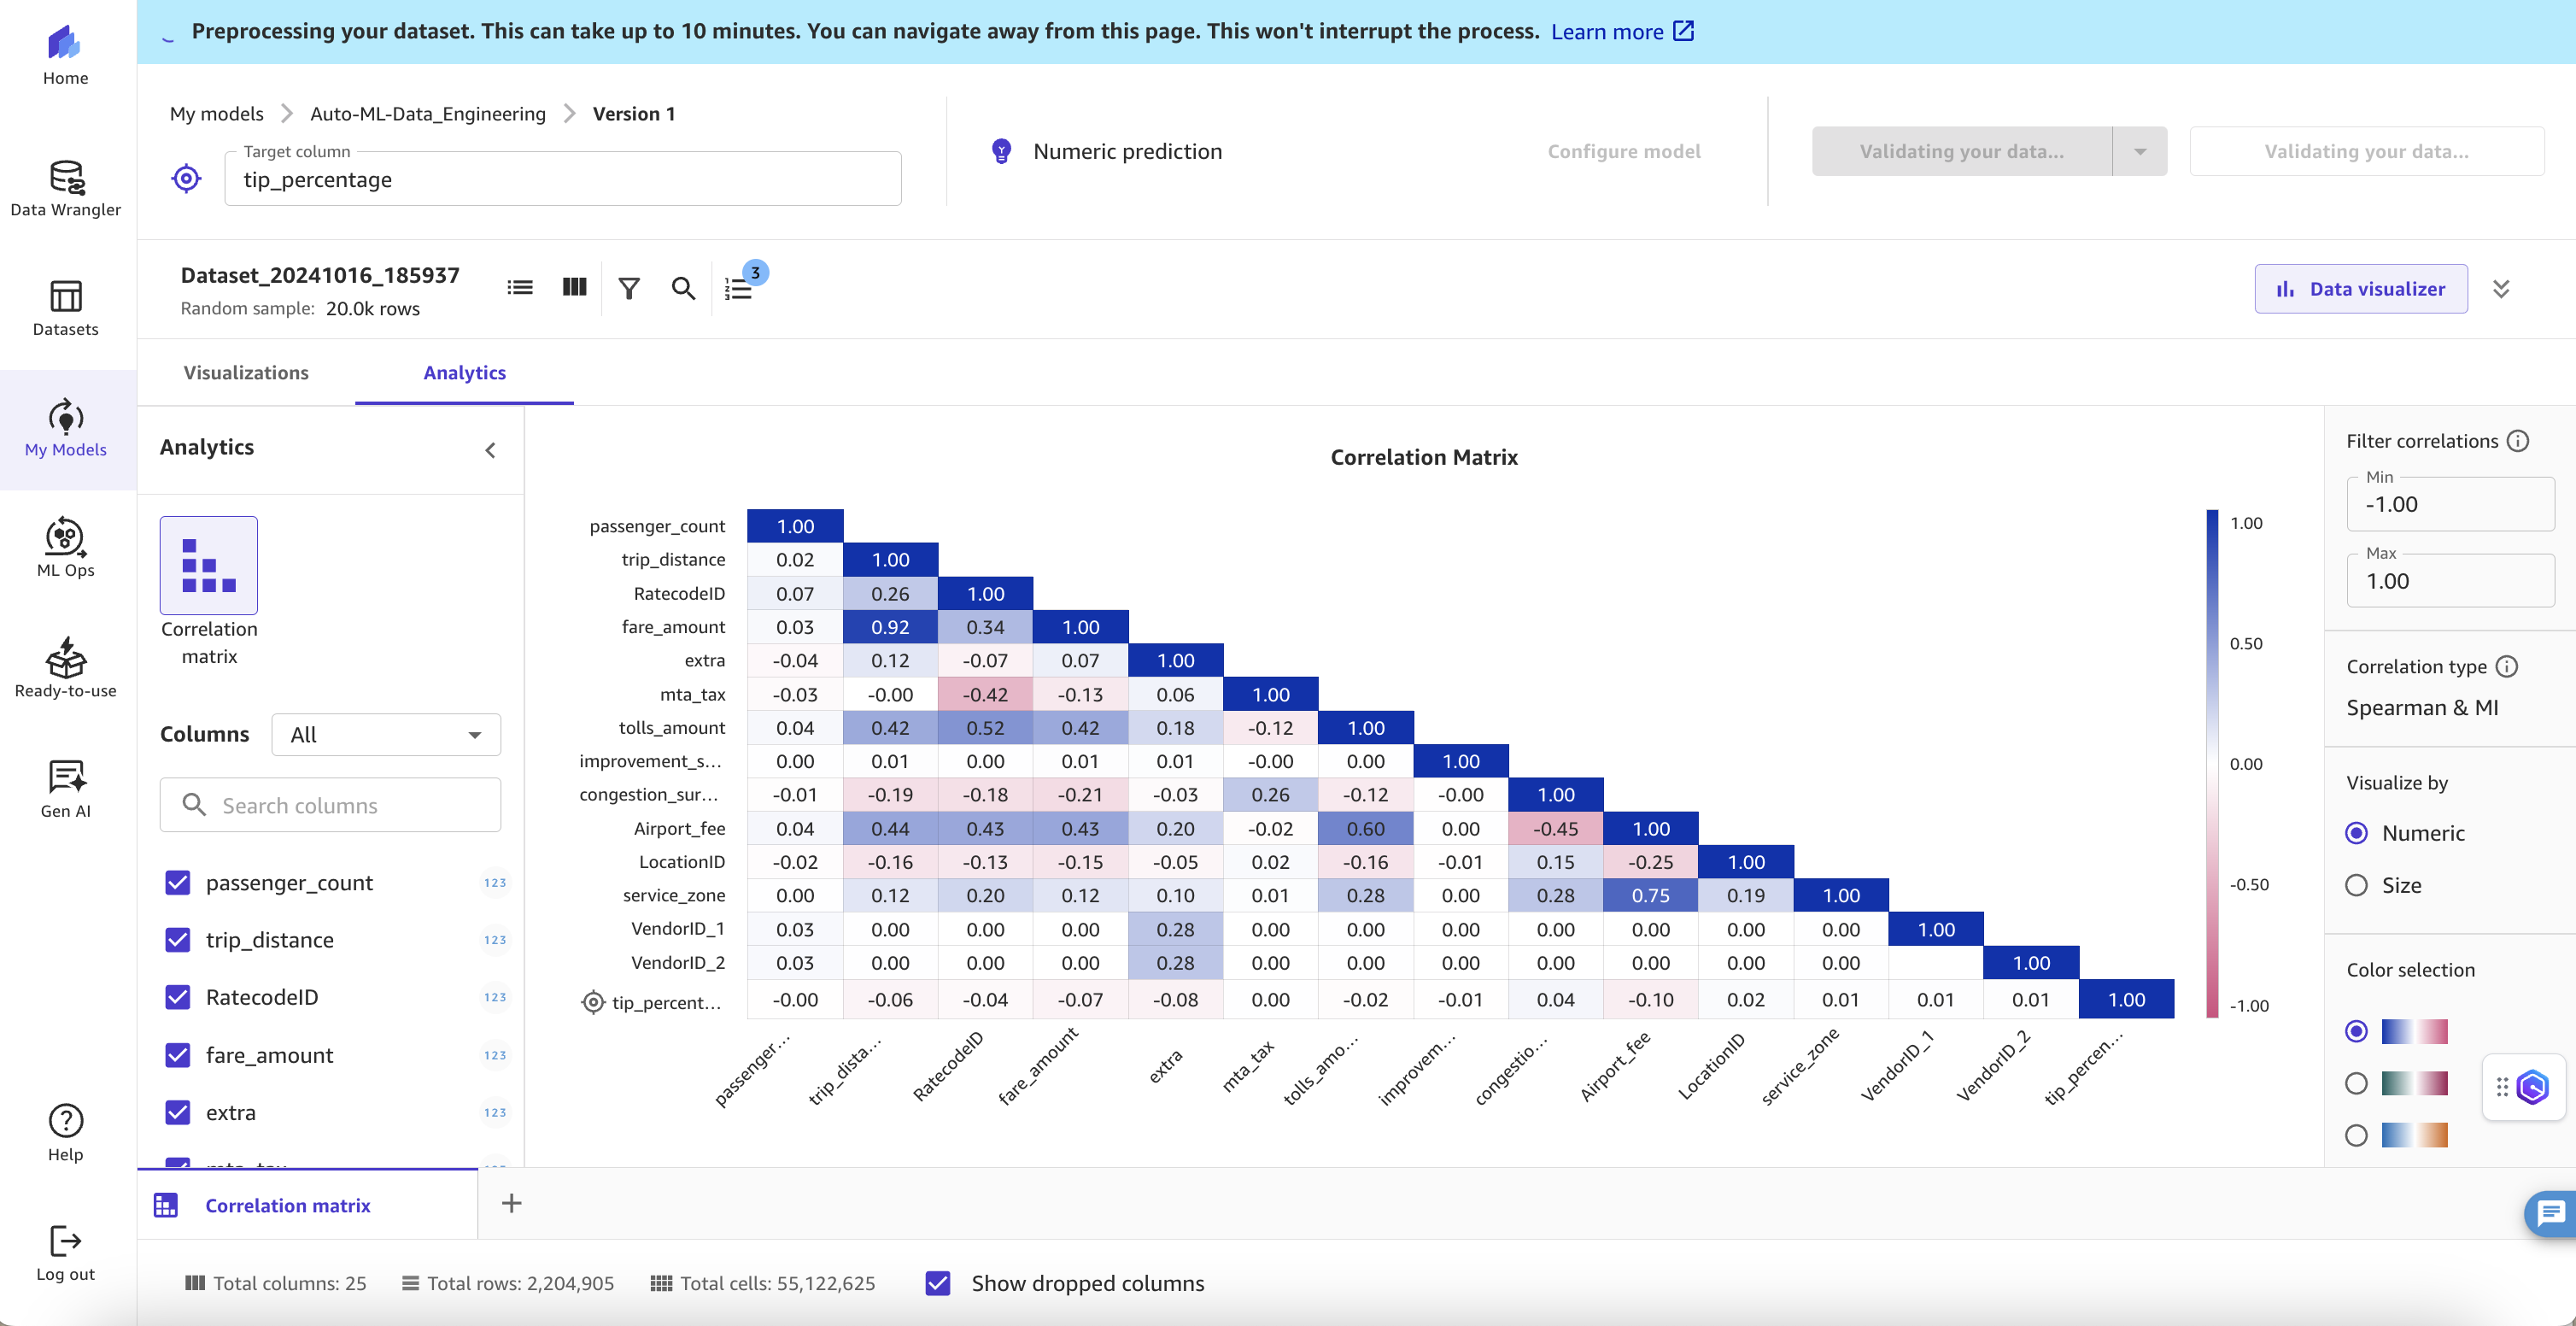 Preprocessing your dataset. This can take up to 10 minutes. You can navigate away from this page. This won't interrupt the process. Learn more
Home
Data Wrangler
Datasets
My Models
ML Ops
Ready-to-use
Gen AI
Help
Log out
My models > Auto-ML-Data_Engineering > Version 1
Target column
tip_percentage
Numeric prediction
Configure model
Validating your data...
Validating your data...
Dataset_20241016_185937
Random sample: 20.0k rows
3
Data visualizer
Visualizations
Analytics
Analytics
Correlation
matrix
Columns
All
Search columns
passenger_count 123
trip_distance 123
RatecodeID 123
fare_amount 123
extra 123
Correlation Matrix
passenger_count 1.00
trip_distance 0.02 1.00
RatecodeID 0.07 0.26 1.00
fare_amount 0.03 0.92 0.34 1.00
extra -0.04 0.12 -0.07 0.07 1.00
mta_tax -0.03 -0.00 -0.42 -0.13 0.06 1.00
tolls_amount 0.04 0.42 0.52 0.42 0.18 -0.12 1.00
improvement_s... 0.00 0.01 0.00 0.01 0.01 -0.00 0.00 1.00
congestion_sur... -0.01 -0.19 -0.18 -0.21 -0.03 0.26 -0.12 -0.00 1.00
Airport_fee 0.04 0.44 0.43 0.43 0.20 -0.02 0.60 0.00 -0.45 1.00
LocationID -0.02 -0.16 -0.13 -0.15 -0.05 0.02 -0.16 -0.01 0.15 -0.25 1.00
service_zone 0.00 0.12 0.20 0.12 0.10 0.01 0.28 0.00 0.28 0.75 0.19 1.00
VendorID_1 0.03 0.00 0.00 0.00 0.28 0.00 0.00 0.00 0.00 0.00 0.00 0.00 1.00
VendorID_2 0.03 0.00 0.00 0.00 0.28 0.00 0.00 0.00 0.00 0.00 0.00 0.00 1.00
tip_percent... -0.00 -0.06 -0.04 -0.07 -0.08 0.00 -0.02 -0.01 0.04 -0.10 0.02 0.01 0.01 0.01 1.00
passenger... trip_dista... RatecodeID fare_amount extra mta_tax tolls_amo... improvem... congestio... Airport_fee LocationID service_zone VendorID_1 VendorID_2 tip_percen...
1.00
0.50
0.00
-0.50
-1.00
Filter correlations
Min
-1.00
Max
1.00
Correlation type
Spearman & MI
Visualize by
Numeric
Size
Color selection
Correlation matrix
+
Total columns: 25
Total rows: 2,204,905
Total cells: 55,122,625
Show dropped columns